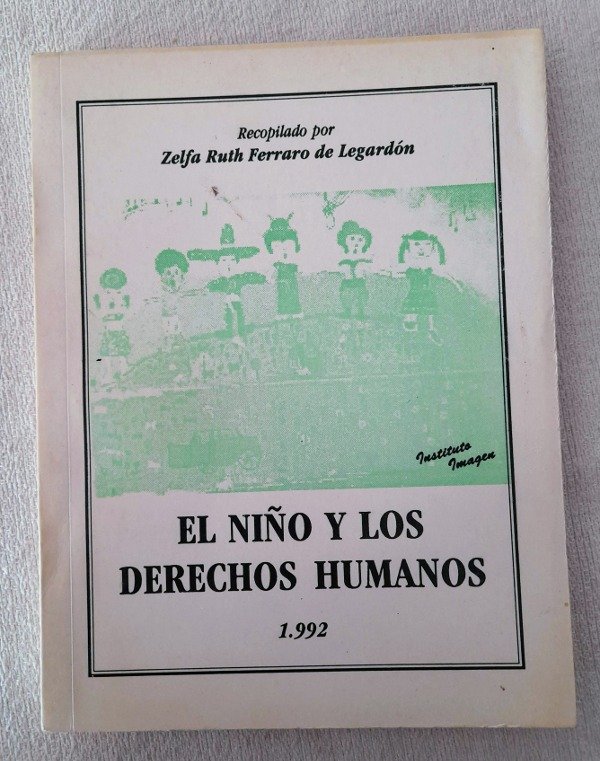 Recopilado por
Zelfa Ruth Ferraro de Legardón
Instituto
Imagen
EL NIÑO Y LOS
DERECHOS HUMANOS
1.992